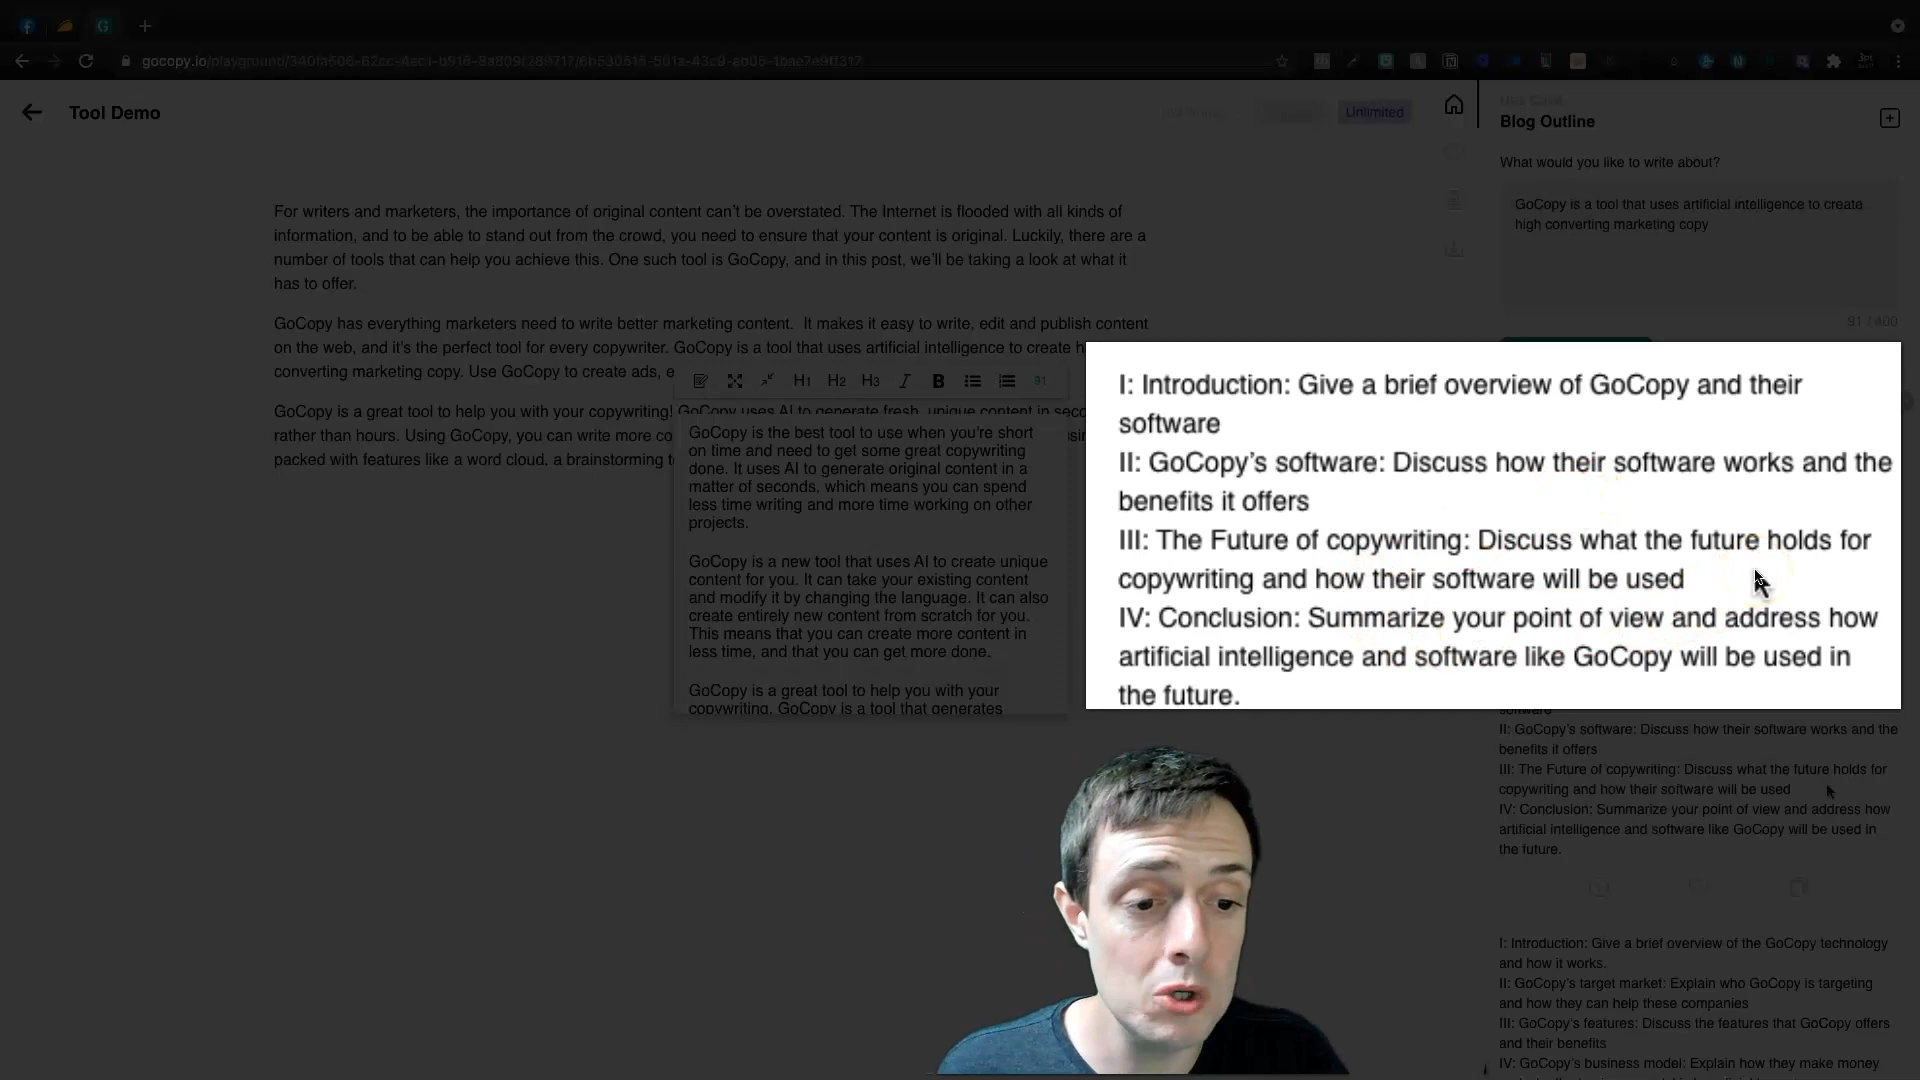 gocopy.io/playground/
Tool Demo
Unlimited
Blog Outline
What would you like to write about?
GoCopy is a tool that uses artificial intelligence to create
high converting marketing copy
91 / 400
For writers and marketers, the importance of original content can't be overstated. The Internet is flooded with all kinds of
information, and to be able to stand out from the crowd, you need to ensure that your content is original. Luckily, there are a
number of tools that can help you achieve this. One such tool is GoCopy, and in this post, we'll be taking a look at what it
has to offer.
GoCopy has everything marketers need to write better marketing content.  It makes it easy to write, edit and publish content
on the web, and it's the perfect tool for every copywriter. GoCopy is a tool that uses artificial intelligence to create
converting marketing copy. Use GoCopy to create ads,
H1 H2 H3 I B 91
GoCopy is a great tool to help you with your copywriting! GoCopy uses AI to generate fresh, unique content in
rather than hours. Using GoCopy, you can write more
packed with features like a word cloud, a brainstorming
GoCopy is the best tool to use when you're short
on time and need to get some great copywriting
done. It uses AI to generate original content in a
matter of seconds, which means you can spend
less time writing and more time working on other
projects.
GoCopy is a new tool that uses AI to create unique
content for you. It can take your existing content
and modify it by changing the language. It can also
create entirely new content from scratch for you.
This means that you can create more content in
less time, and that you can get more done.
GoCopy is a great tool to help you with your
copywriting. GoCopy is a tool that generates
I: Introduction: Give a brief overview of GoCopy and their
software
II: GoCopy's software: Discuss how their software works and the
benefits it offers
III: The Future of copywriting: Discuss what the future holds for
copywriting and how their software will be used
IV: Conclusion: Summarize your point of view and address how
artificial intelligence and software like GoCopy will be used in
the future.
software
II: GoCopy's software: Discuss how their software works and the
benefits it offers
III: The Future of copywriting: Discuss what the future holds for
copywriting and how their software will be used
IV: Conclusion: Summarize your point of view and address how
artificial intelligence and software like GoCopy will be used in
the future.
I: Introduction: Give a brief overview of the GoCopy technology
and how it works.
II: GoCopy's target market: Explain who GoCopy is targeting
and how they can help these companies
III: GoCopy's features: Discuss the features that GoCopy offers
and their benefits
IV: GoCopy's business model: Explain how they make money